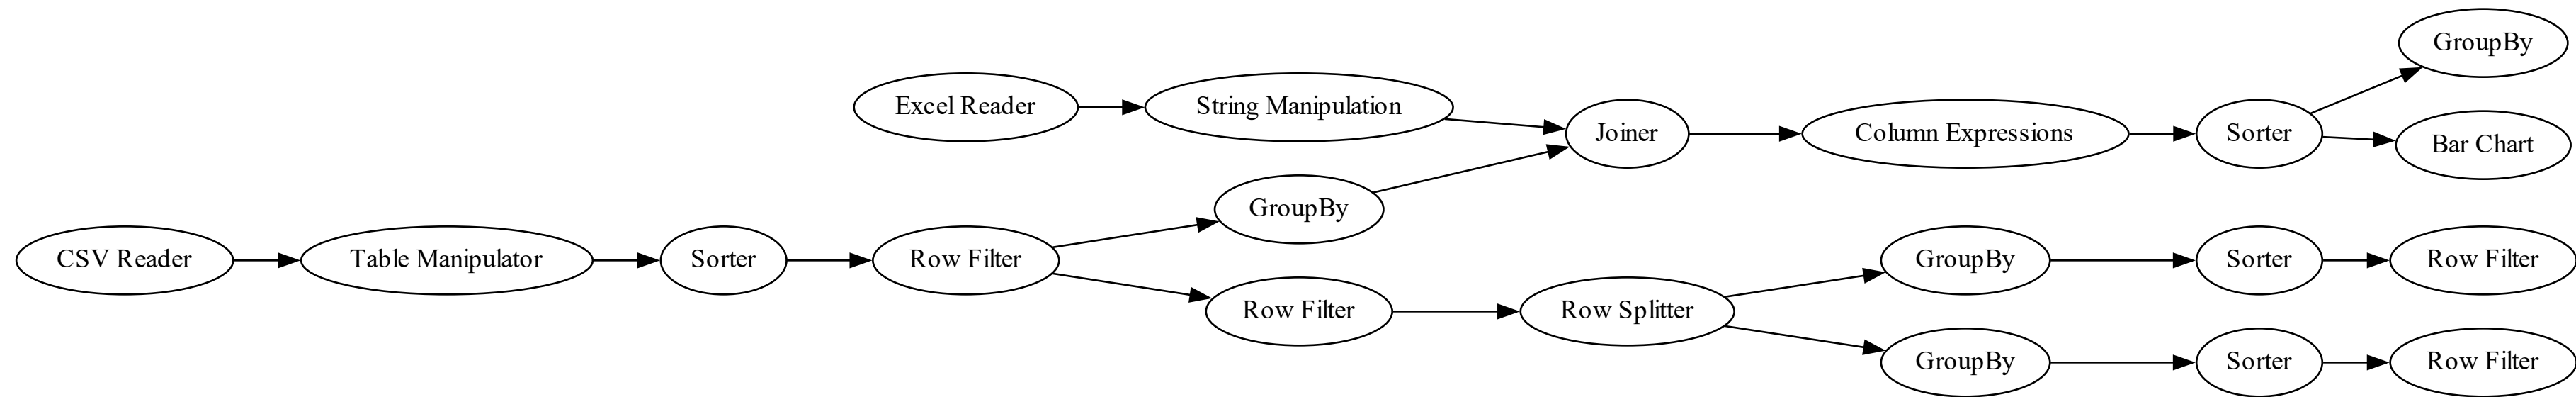 GroupBy
Excel Reader
String Manipulation
Joiner
Column Expressions
Sorter
Bar Chart
GroupBy
CSV Reader
Table Manipulator
Sorter
Row Filter
GroupBy
Sorter
Row Filter
Row Filter
Row Splitter
GroupBy
Sorter
Row Filter